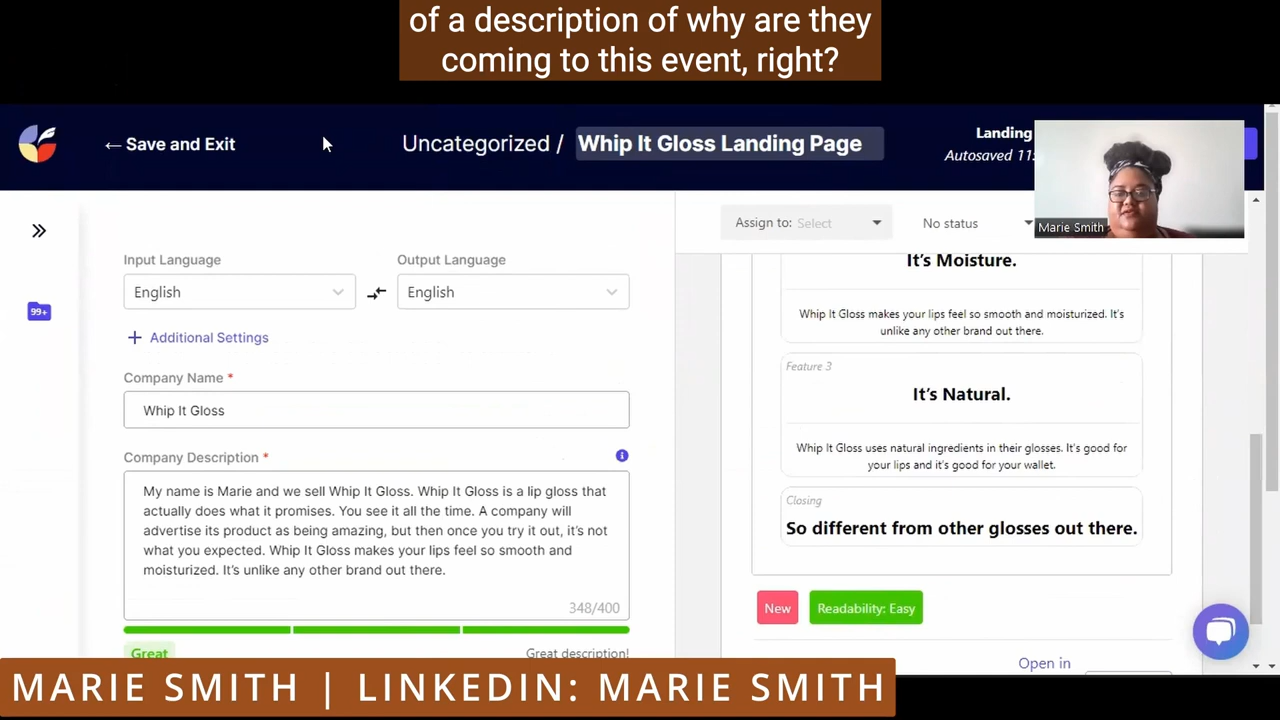 of a description of why are they
coming to this event, right?
← Save and Exit
Uncategorized / Whip It Gloss Landing Page
Landing
Autosaved 11:
Marie Smith
Assign to: Select
No status
99+
Input Language
Output Language
English
English
+ Additional Settings
Company Name *
Whip It Gloss
Company Description *
My name is Marie and we sell Whip It Gloss. Whip It Gloss is a lip gloss that
actually does what it promises. You see it all the time. A company will
advertise its product as being amazing, but then once you try it out, it's not
what you expected. Whip It Gloss makes your lips feel so smooth and
moisturized. It's unlike any other brand out there.
348/400
Great
Great description!
It's Moisture.
Whip It Gloss makes your lips feel so smooth and moisturized. It's
unlike any other brand out there.
Feature 3
It's Natural.
Whip It Gloss uses natural ingredients in their glosses. It's good for
your lips and it's good for your wallet.
Closing
So different from other glosses out there.
New
Readability: Easy
Open in
MARIE SMITH | LINKEDIN: MARIE SMITH